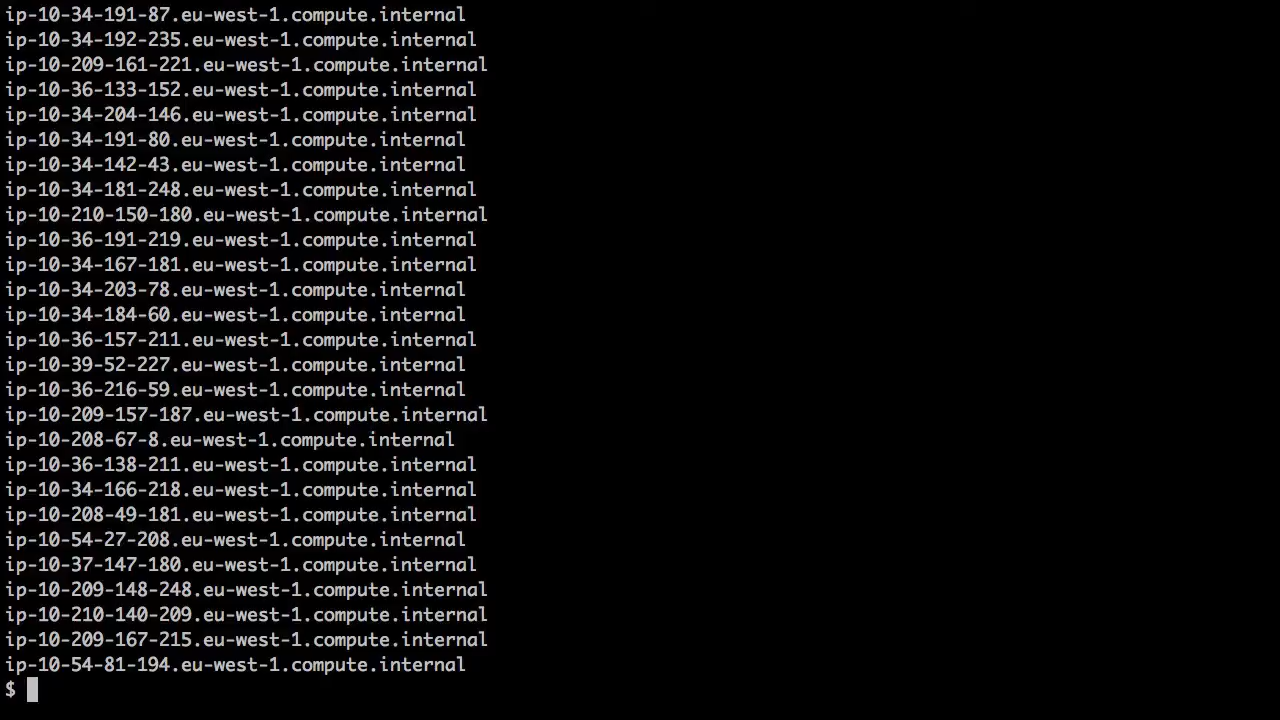 ip-10-34-191-87.eu-west-1.compute.internal
ip-10-34-192-235.eu-west-1.compute.internal
ip-10-209-161-221.eu-west-1.compute.internal
ip-10-36-133-152.eu-west-1.compute.internal
ip-10-34-204-146.eu-west-1.compute.internal
ip-10-34-191-80.eu-west-1.compute.internal
ip-10-34-142-43.eu-west-1.compute.internal
ip-10-34-181-248.eu-west-1.compute.internal
ip-10-210-150-180.eu-west-1.compute.internal
ip-10-36-191-219.eu-west-1.compute.internal
ip-10-34-167-181.eu-west-1.compute.internal
ip-10-34-203-78.eu-west-1.compute.internal
ip-10-34-184-60.eu-west-1.compute.internal
ip-10-36-157-211.eu-west-1.compute.internal
ip-10-39-52-227.eu-west-1.compute.internal
ip-10-36-216-59.eu-west-1.compute.internal
ip-10-209-157-187.eu-west-1.compute.internal
ip-10-208-67-8.eu-west-1.compute.internal
ip-10-36-138-211.eu-west-1.compute.internal
ip-10-34-166-218.eu-west-1.compute.internal
ip-10-208-49-181.eu-west-1.compute.internal
ip-10-54-27-208.eu-west-1.compute.internal
ip-10-37-147-180.eu-west-1.compute.internal
ip-10-209-148-248.eu-west-1.compute.internal
ip-10-210-140-209.eu-west-1.compute.internal
ip-10-209-167-215.eu-west-1.compute.internal
ip-10-54-81-194.eu-west-1.compute.internal
$